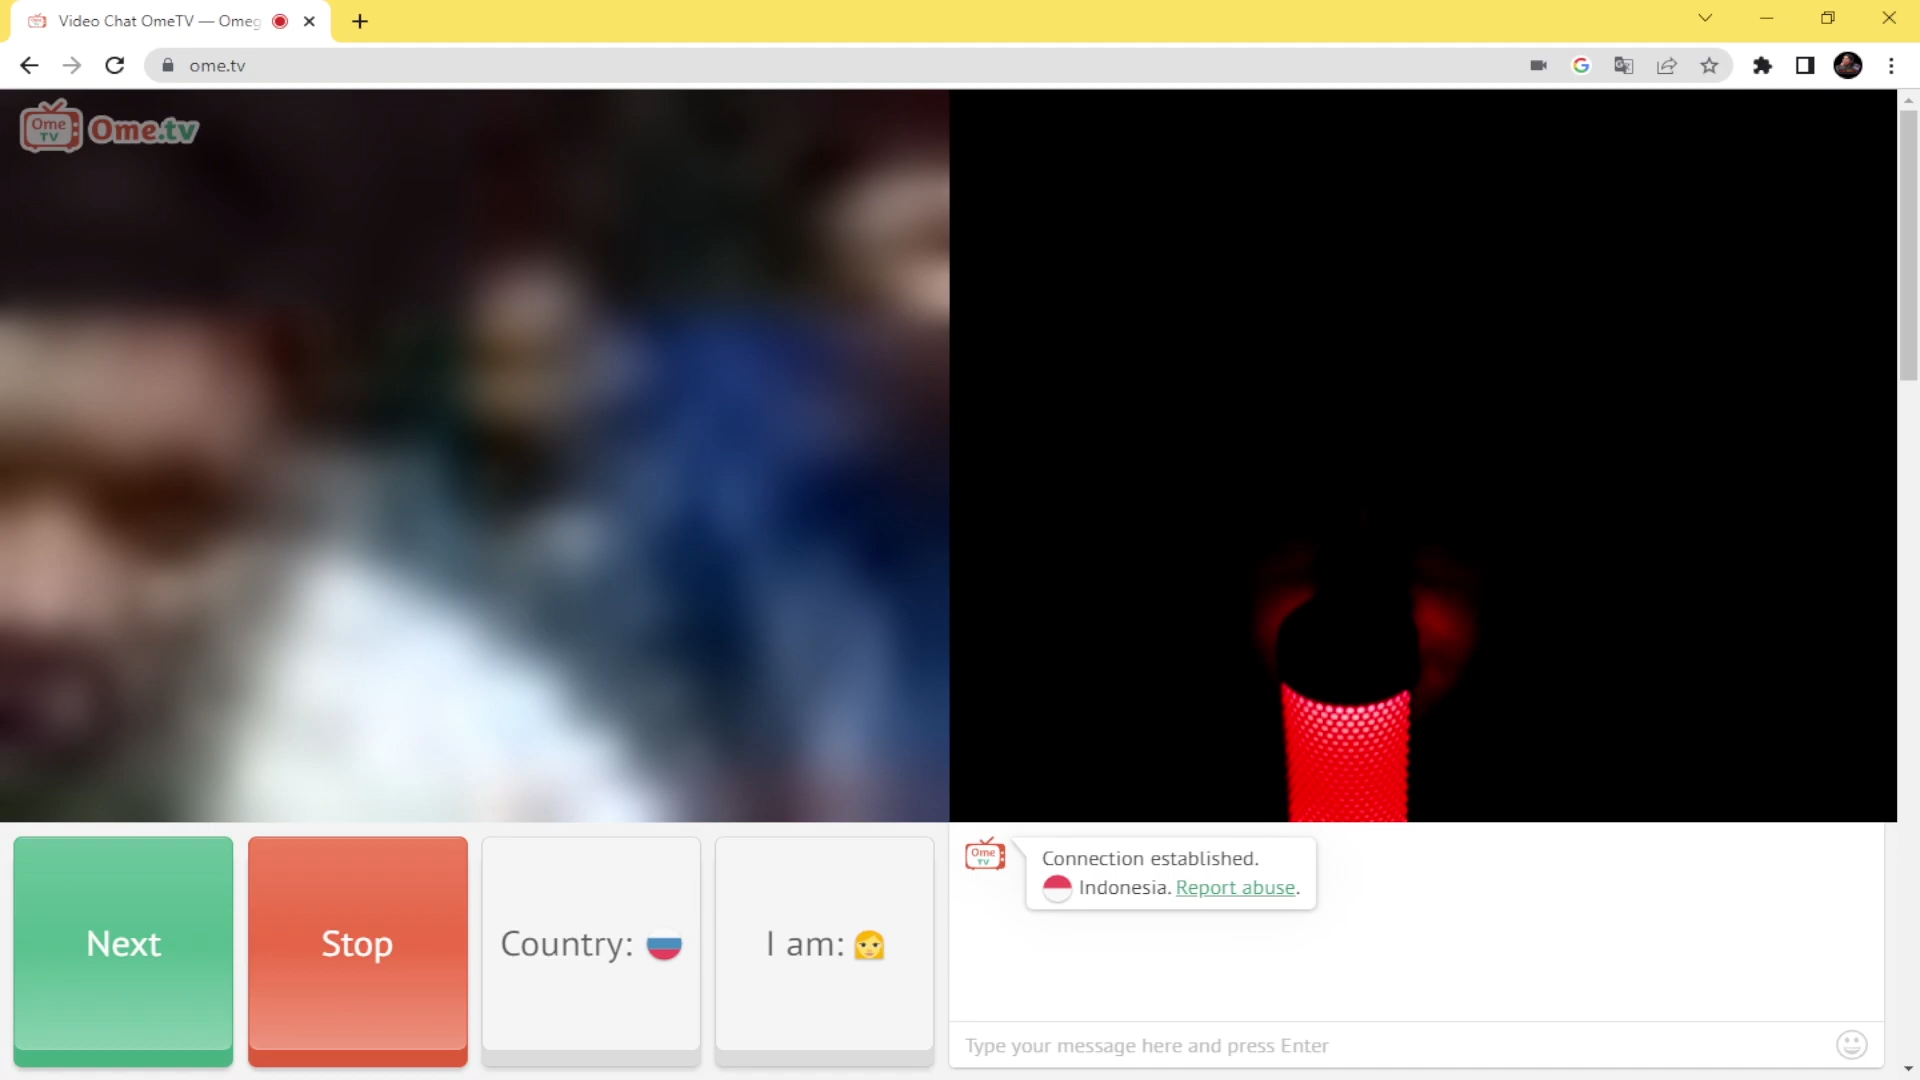 Video Chat OmeTV — Omeg
ome.tv
Ome TV
Ome.tv
Next
Stop
Country:
I am:
Ome TV
Connection established.
Indonesia. Report abuse.
Type your message here and press Enter